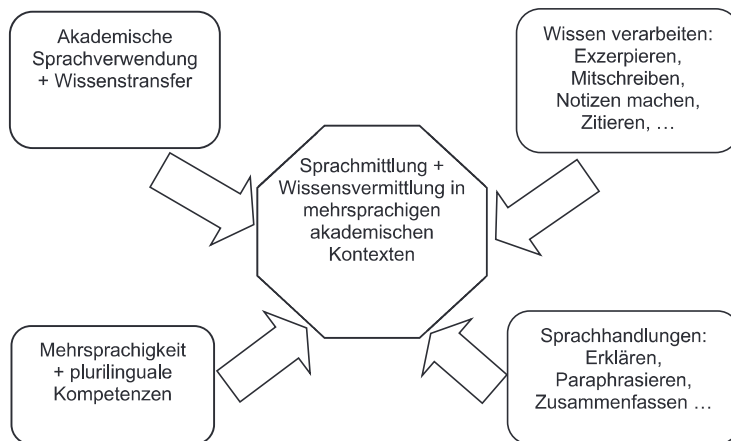 Akademische
Sprachverwendung
+ Wissenstransfer
Wissen verarbeiten:
Exzerpieren,
Mitschreiben,
Notizen machen,
Zitieren, …
Sprachmittlung +
Wissensvermittlung in
mehrsprachigen
akademischen
Kontexten
Mehrsprachigkeit
+ plurilinguale
Kompetenzen
Sprachhandlungen:
Erklären,
Paraphrasieren,
Zusammenfassen …